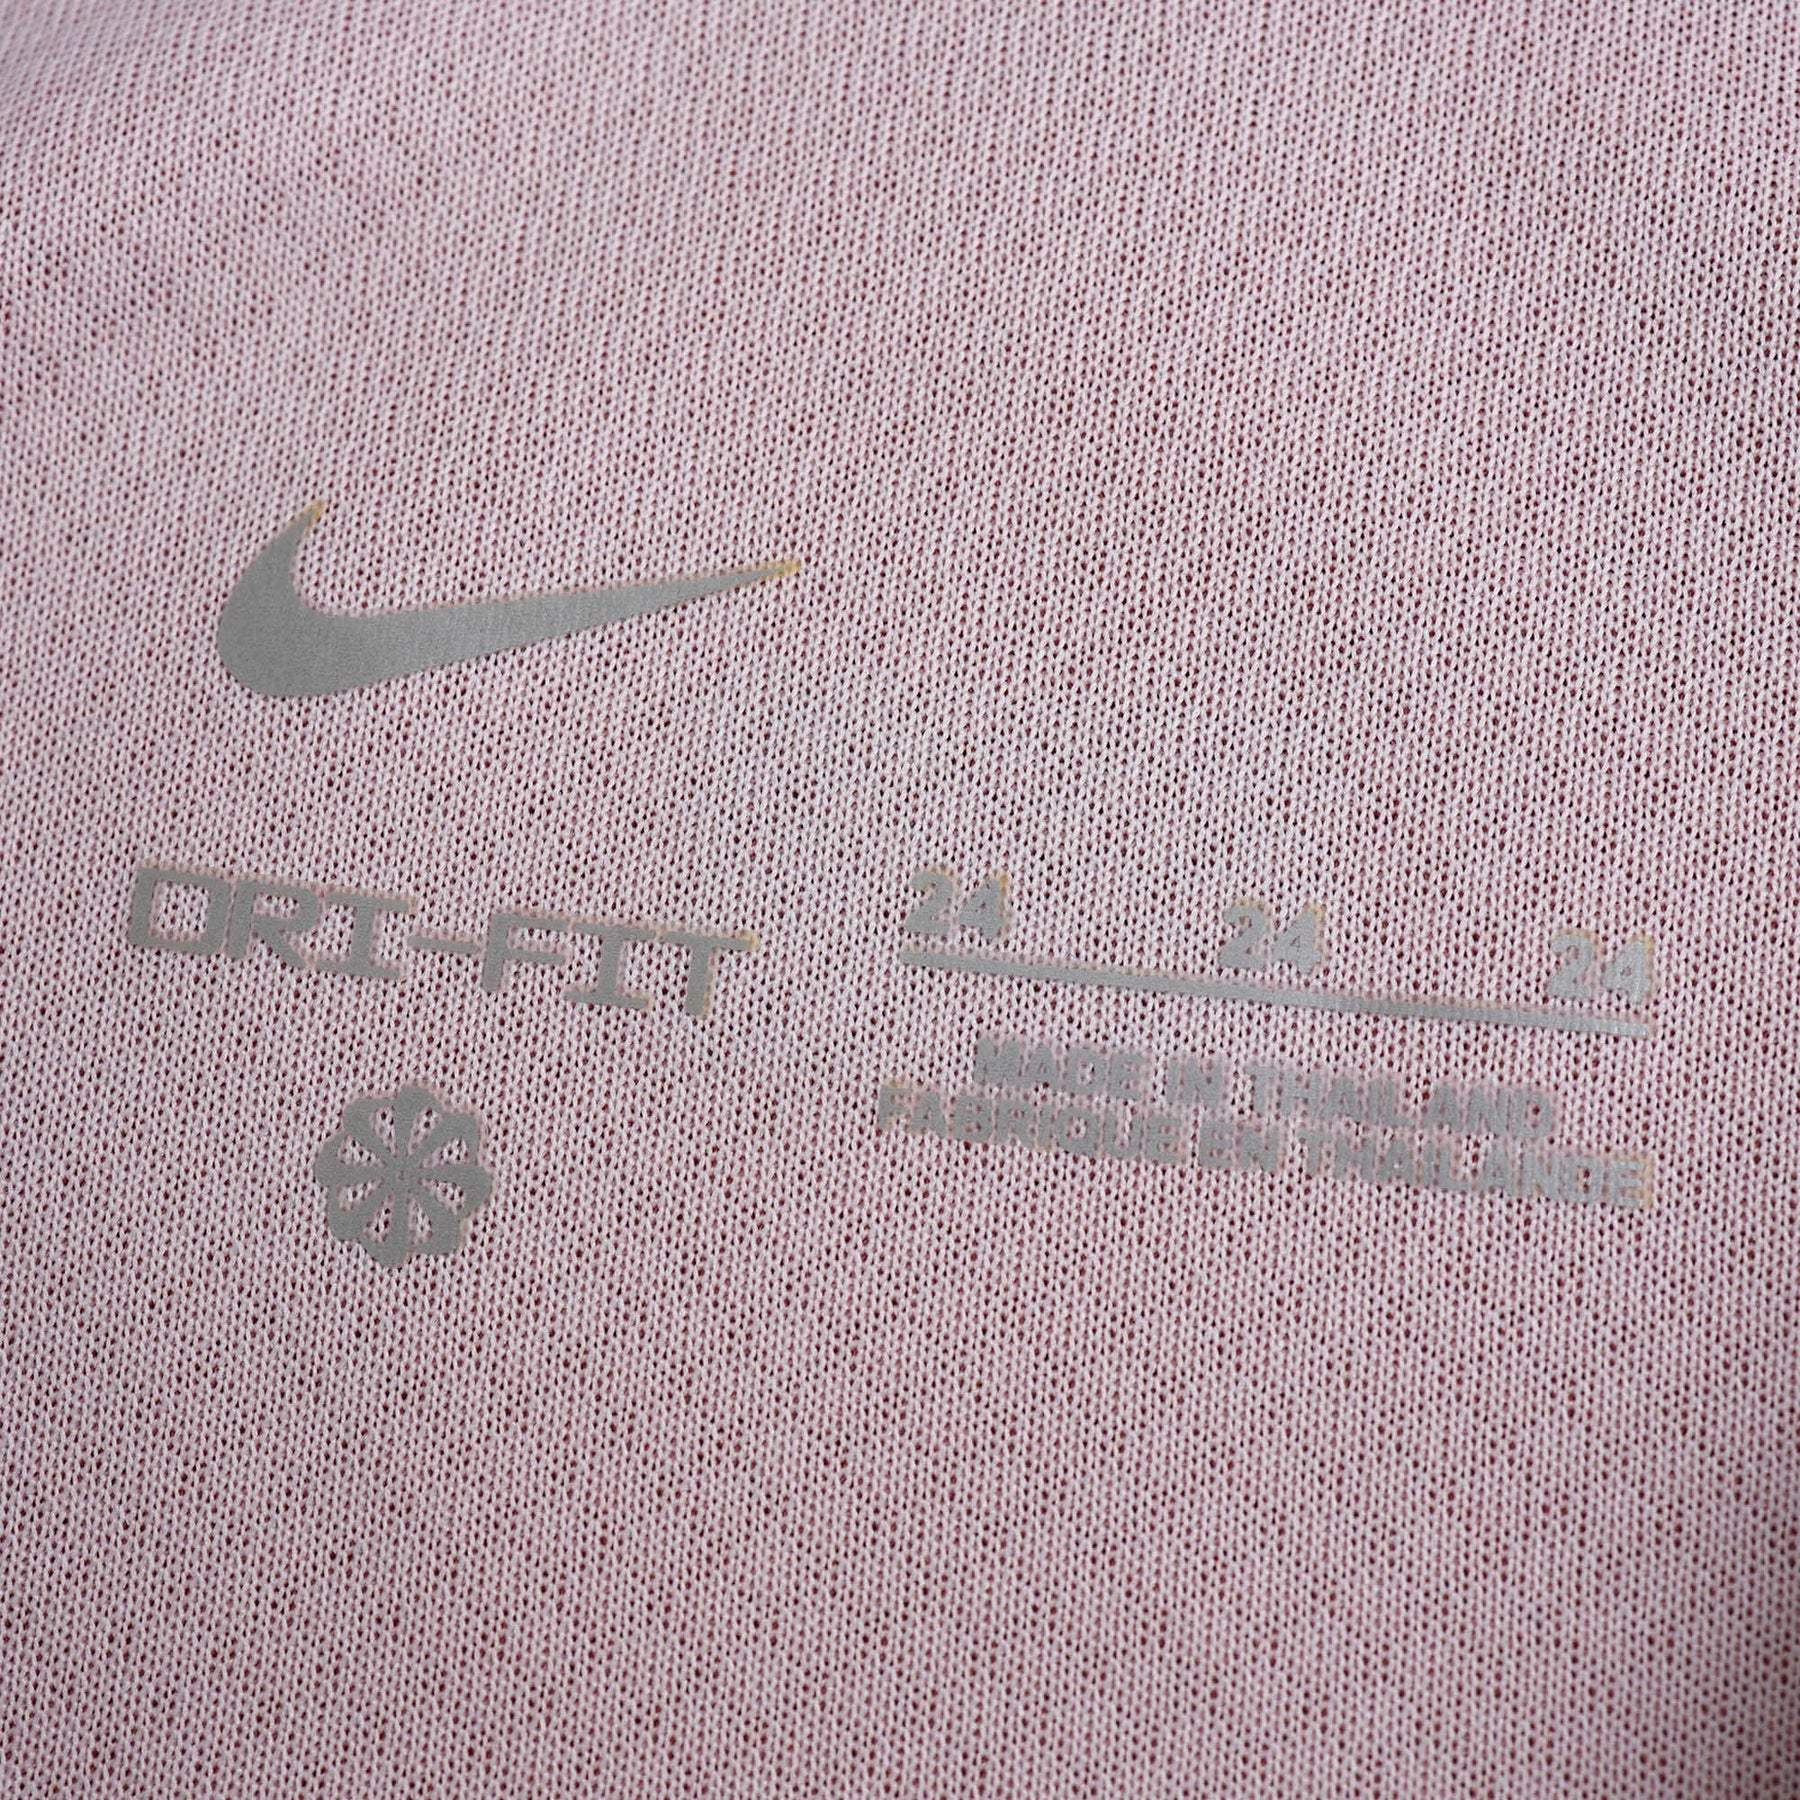 DRI-FIT
24 24 24
MADE IN THAILAND
FABRIQUE EN THAILANDE